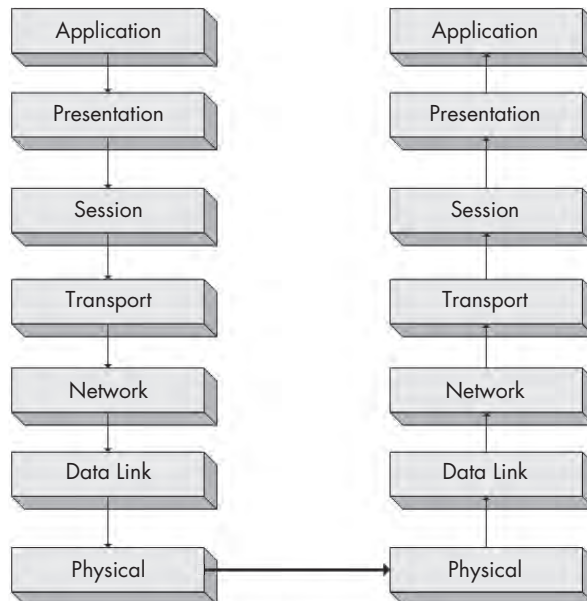 Application
Presentation
Session
Transport
Network
Data Link
Physical
Application
Presentation
Session
Transport
Network
Data Link
Physical